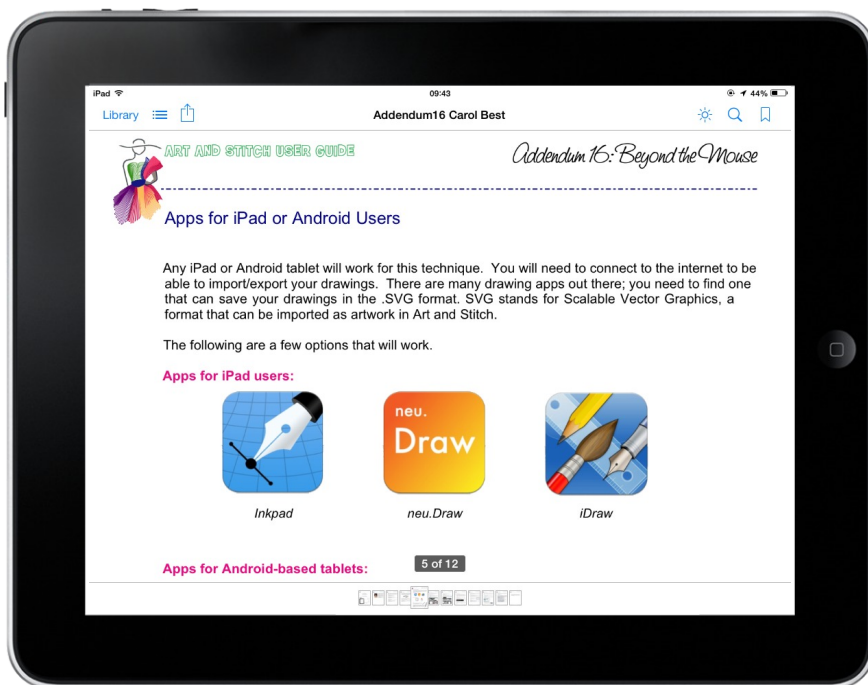 iPad 09:43 44%
Library Addendum16 Carol Best
ART AND STITCH USER GUIDE Addendum 16: Beyond the Mouse
Apps for iPad or Android Users
Any iPad or Android tablet will work for this technique. You will need to connect to the internet to be
able to import/export your drawings. There are many drawing apps out there; you need to find one
that can save your drawings in the .SVG format. SVG stands for Scalable Vector Graphics, a
format that can be imported as artwork in Art and Stitch.
The following are a few options that will work.
Apps for iPad users:
neu.
Draw
Inkpad neu.Draw iDraw
Apps for Android-based tablets:
5 of 12